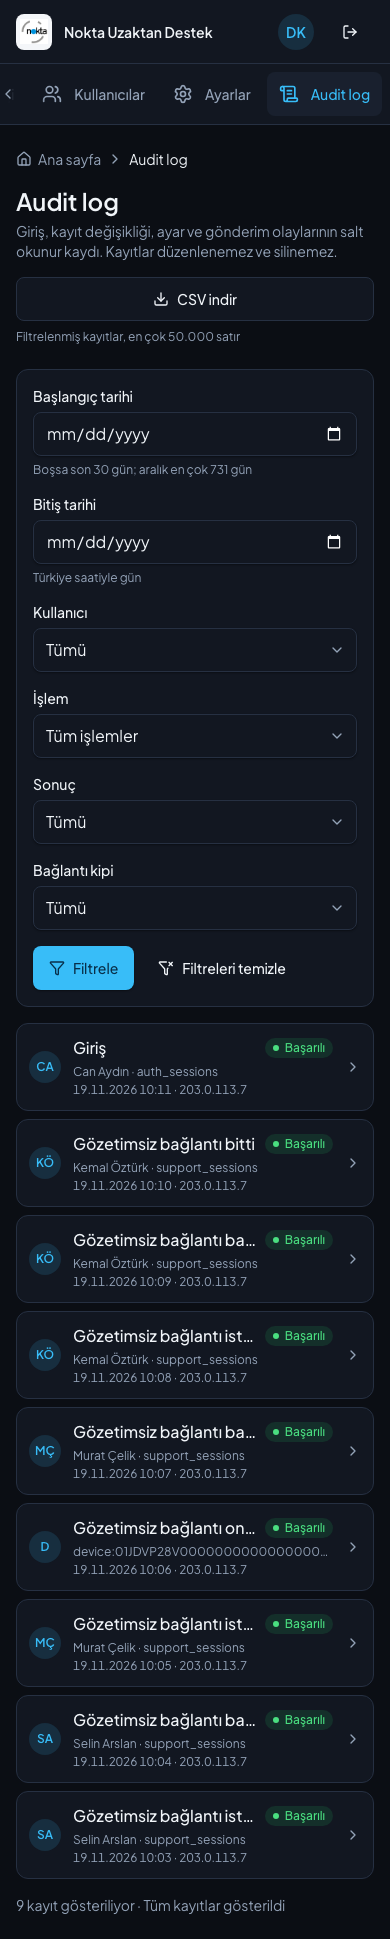 nokta
Nokta Uzaktan Destek
DK
Kullanıcılar
Ayarlar
Audit log
Ana sayfa
Audit log
Audit log
Giriş, kayıt değişikliği, ayar ve gönderim olaylarının salt
okunur kaydı. Kayıtlar düzenlenemez ve silinemez.
CSV indir
Filtrelenmiş kayıtlar, en çok 50.000 satır
Başlangıç tarihi
mm/dd/yyyy
Boşsa son 30 gün; aralık en çok 731 gün
Bitiş tarihi
mm/dd/yyyy
Türkiye saatiyle gün
Kullanıcı
Tümü
İşlem
Tüm işlemler
Sonuç
Tümü
Bağlantı kipi
Tümü
Filtrele
Filtreleri temizle
CA
Giriş
Başarılı
Can Aydın · auth_sessions
19.11.2026 10:11 · 203.0.113.7
KÖ
Gözetimsiz bağlantı bitti
Başarılı
Kemal Öztürk · support_sessions
19.11.2026 10:10 · 203.0.113.7
KÖ
Gözetimsiz bağlantı ba...
Başarılı
Kemal Öztürk · support_sessions
19.11.2026 10:09 · 203.0.113.7
KÖ
Gözetimsiz bağlantı ist...
Başarılı
Kemal Öztürk · support_sessions
19.11.2026 10:08 · 203.0.113.7
MÇ
Gözetimsiz bağlantı ba...
Başarılı
Murat Çelik · support_sessions
19.11.2026 10:07 · 203.0.113.7
D
Gözetimsiz bağlantı on...
Başarılı
device:01JDVP28V0000000000000000...
19.11.2026 10:06 · 203.0.113.7
MÇ
Gözetimsiz bağlantı ist...
Başarılı
Murat Çelik · support_sessions
19.11.2026 10:05 · 203.0.113.7
SA
Gözetimsiz bağlantı ba...
Başarılı
Selin Arslan · support_sessions
19.11.2026 10:04 · 203.0.113.7
SA
Gözetimsiz bağlantı ist...
Başarılı
Selin Arslan · support_sessions
19.11.2026 10:03 · 203.0.113.7
9 kayıt gösteriliyor · Tüm kayıtlar gösterildi